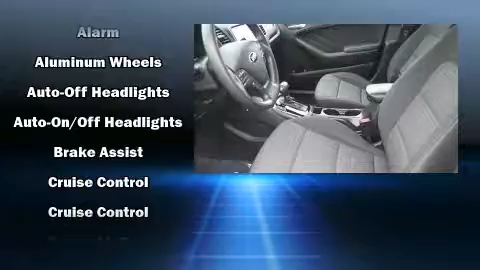 Alarm
Aluminum Wheels
Auto-Off Headlights
Auto-On/Off Headlights
Brake Assist
Cruise Control
Cruise Control